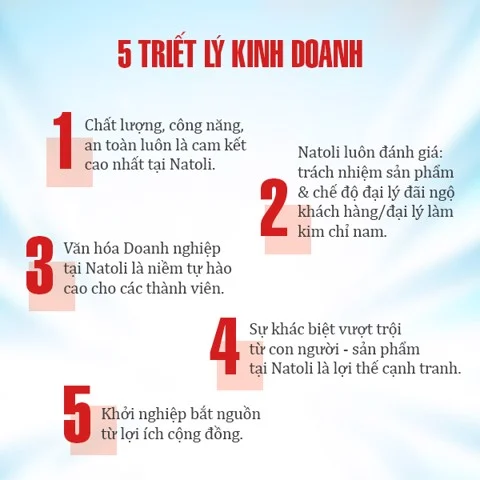 5 TRIẾT LÝ KINH DOANH
1
Chất lượng, công năng,
an toàn luôn là cam kết
cao nhất tại Natoli.
2
Natoli luôn đánh giá:
trách nhiệm sản phẩm
& chế độ đại lý đãi ngộ
khách hàng/đại lý làm
kim chỉ nam.
3
Văn hóa Doanh nghiệp
tại Natoli là niềm tự hào
cao cho các thành viên.
4
Sự khác biệt vượt trội
từ con người - sản phẩm
tại Natoli là lợi thế cạnh tranh.
5
Khởi nghiệp bắt nguồn
từ lợi ích cộng đồng.